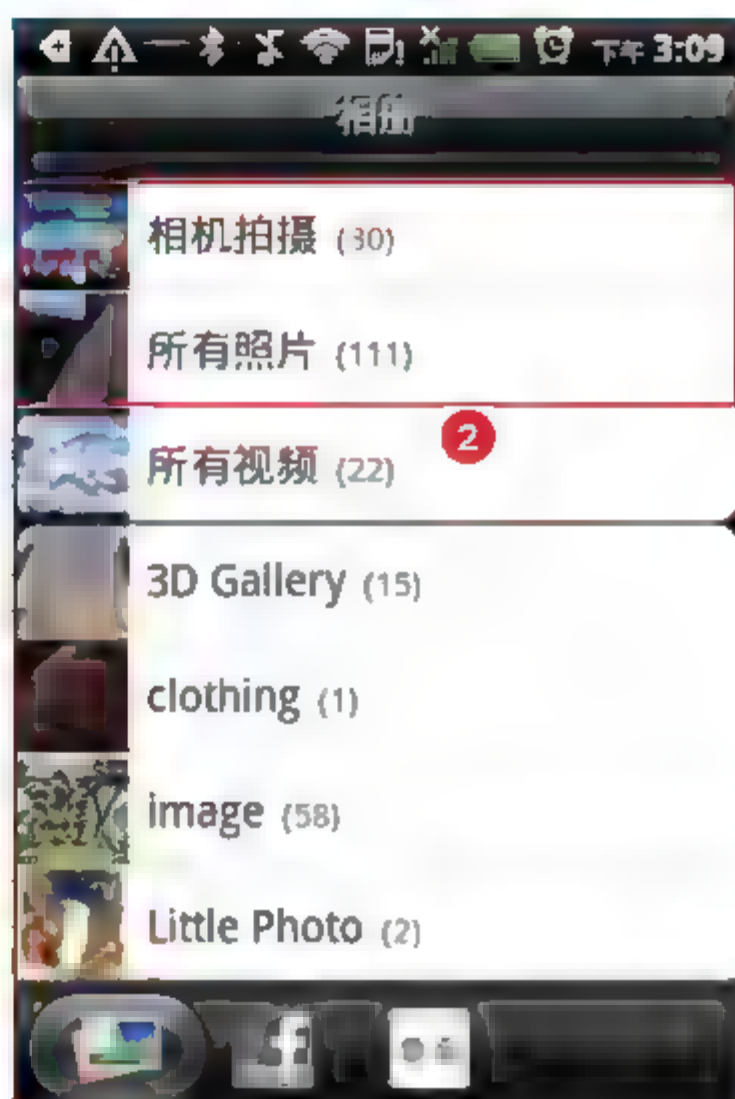 下午 3:09
相册
相机拍摄 (30)
所有照片 (111)
2
所有视频 (22)
3D Gallery (15)
clothing (1)
image (58)
Little Photo (2)